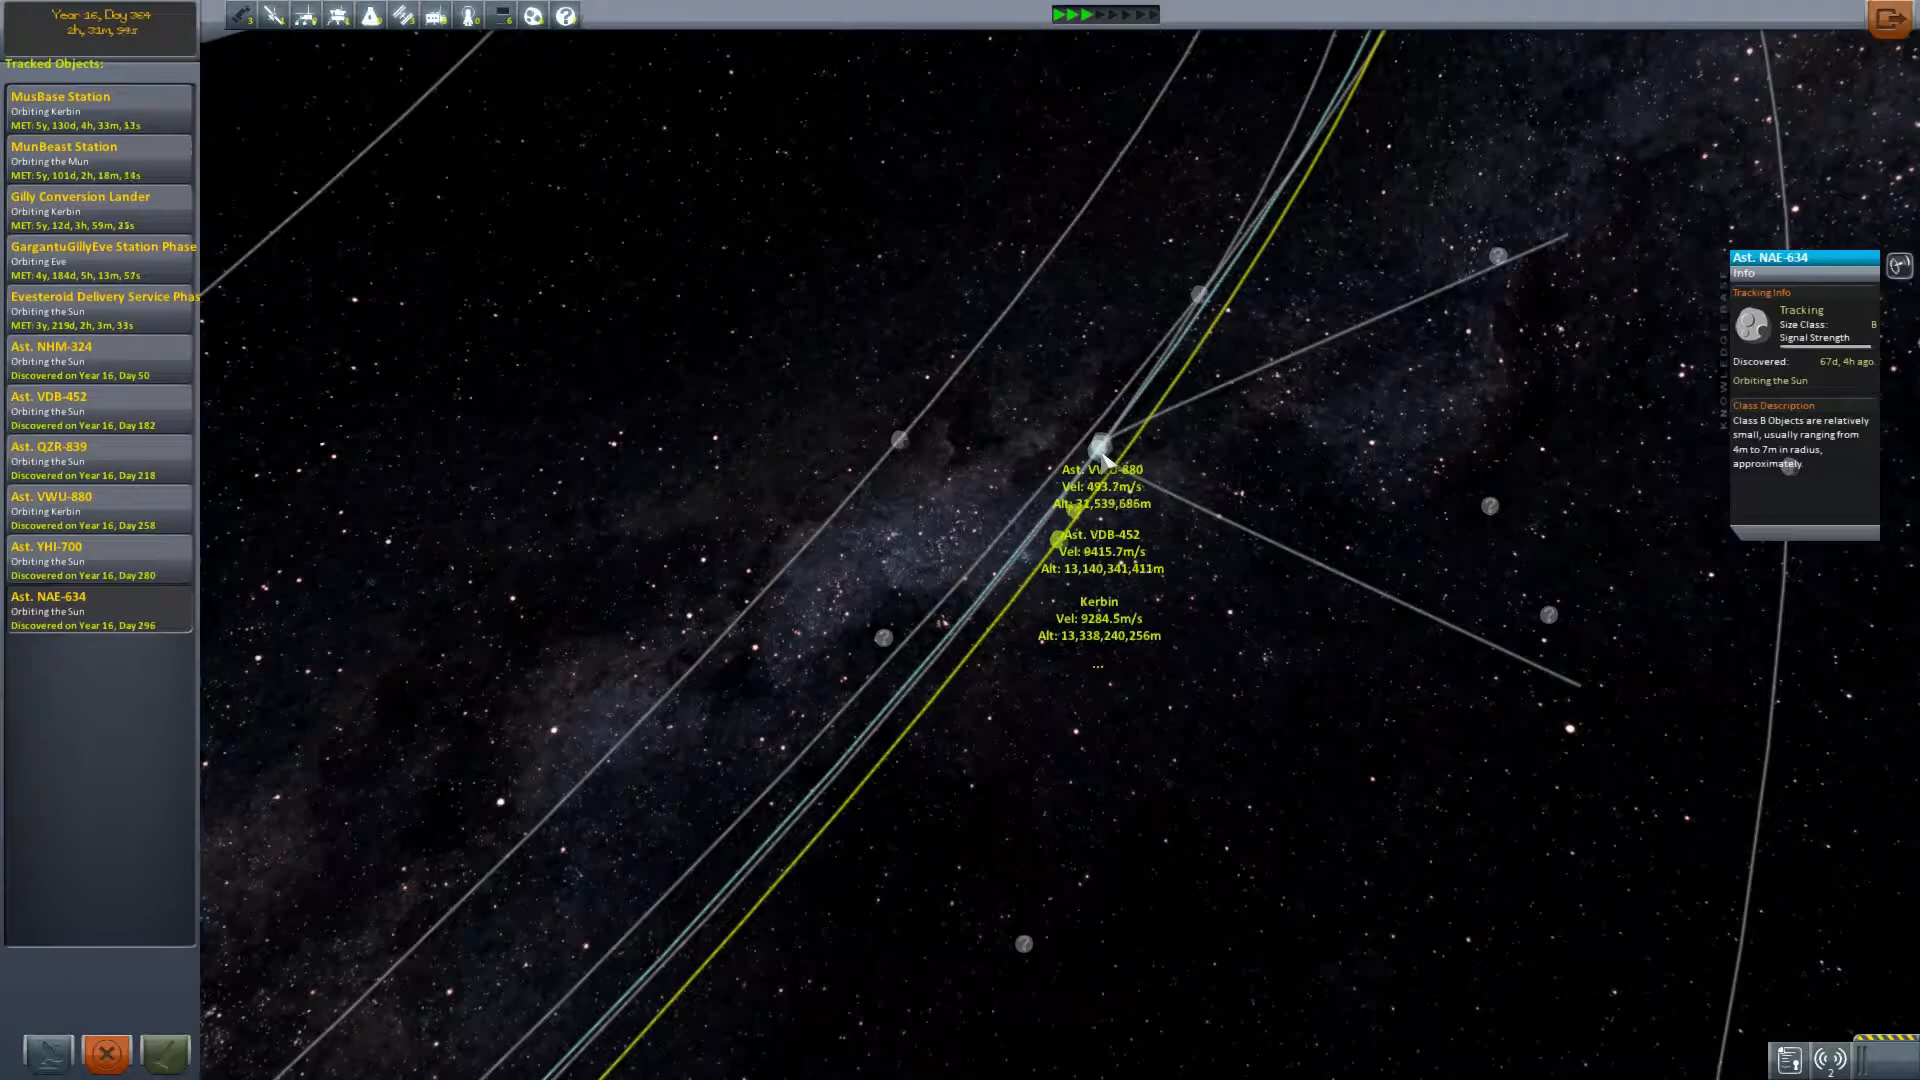 Year 16, Day 364
Tracked Objects:
MusBase Station
Orbiting Kerbin
MET: 5y, 130d, 4h, 33m, 13s
MunBeast Station
Orbiting the Mun
MET: 5y, 101d, 2h, 18m, 14s
Gilly Conversion Lander
Orbiting Kerbin
MET: 5y, 12d, 3h, 59m, 35s
GargantuGillyEve Station Phase
Orbiting Eve
MET: 4y, 184d, 5h, 13m, 57s
Evesteroid Delivery Service Phas
Orbiting the Sun
MET: 3y, 219d, 2h, 3m, 33s
Ast. NHM-324
Orbiting the Sun
Discovered on Year 16, Day 50
Ast. VDB-452
Orbiting the Sun
Discovered on Year 16, Day 182
Ast. QZR-839
Orbiting the Sun
Discovered on Year 16, Day 218
Ast. VWU-880
Orbiting Kerbin
Discovered on Year 16, Day 258
Ast. YHI-700
Orbiting the Sun
Discovered on Year 16, Day 280
Ast. NAE-634
Orbiting the Sun
Discovered on Year 16, Day 296
Ast. VWU-880
Vel: 493.7m/s
Alt: 31,539,686m
Ast. VDB-452
Vel: 9415.7m/s
Alt: 13,140,341,411m
Kerbin
Vel: 9284.5m/s
Alt: 13,338,240,256m
...
KNOWLEDGE BASE
Ast. NAE-634
Info
Tracking Info
Tracking
Size Class: B
Signal Strength
Discovered: 67d, 4h ago
Orbiting the Sun
Class Description
Class B Objects are relatively
small, usually ranging from
4m to 7m in radius,
approximately.
2